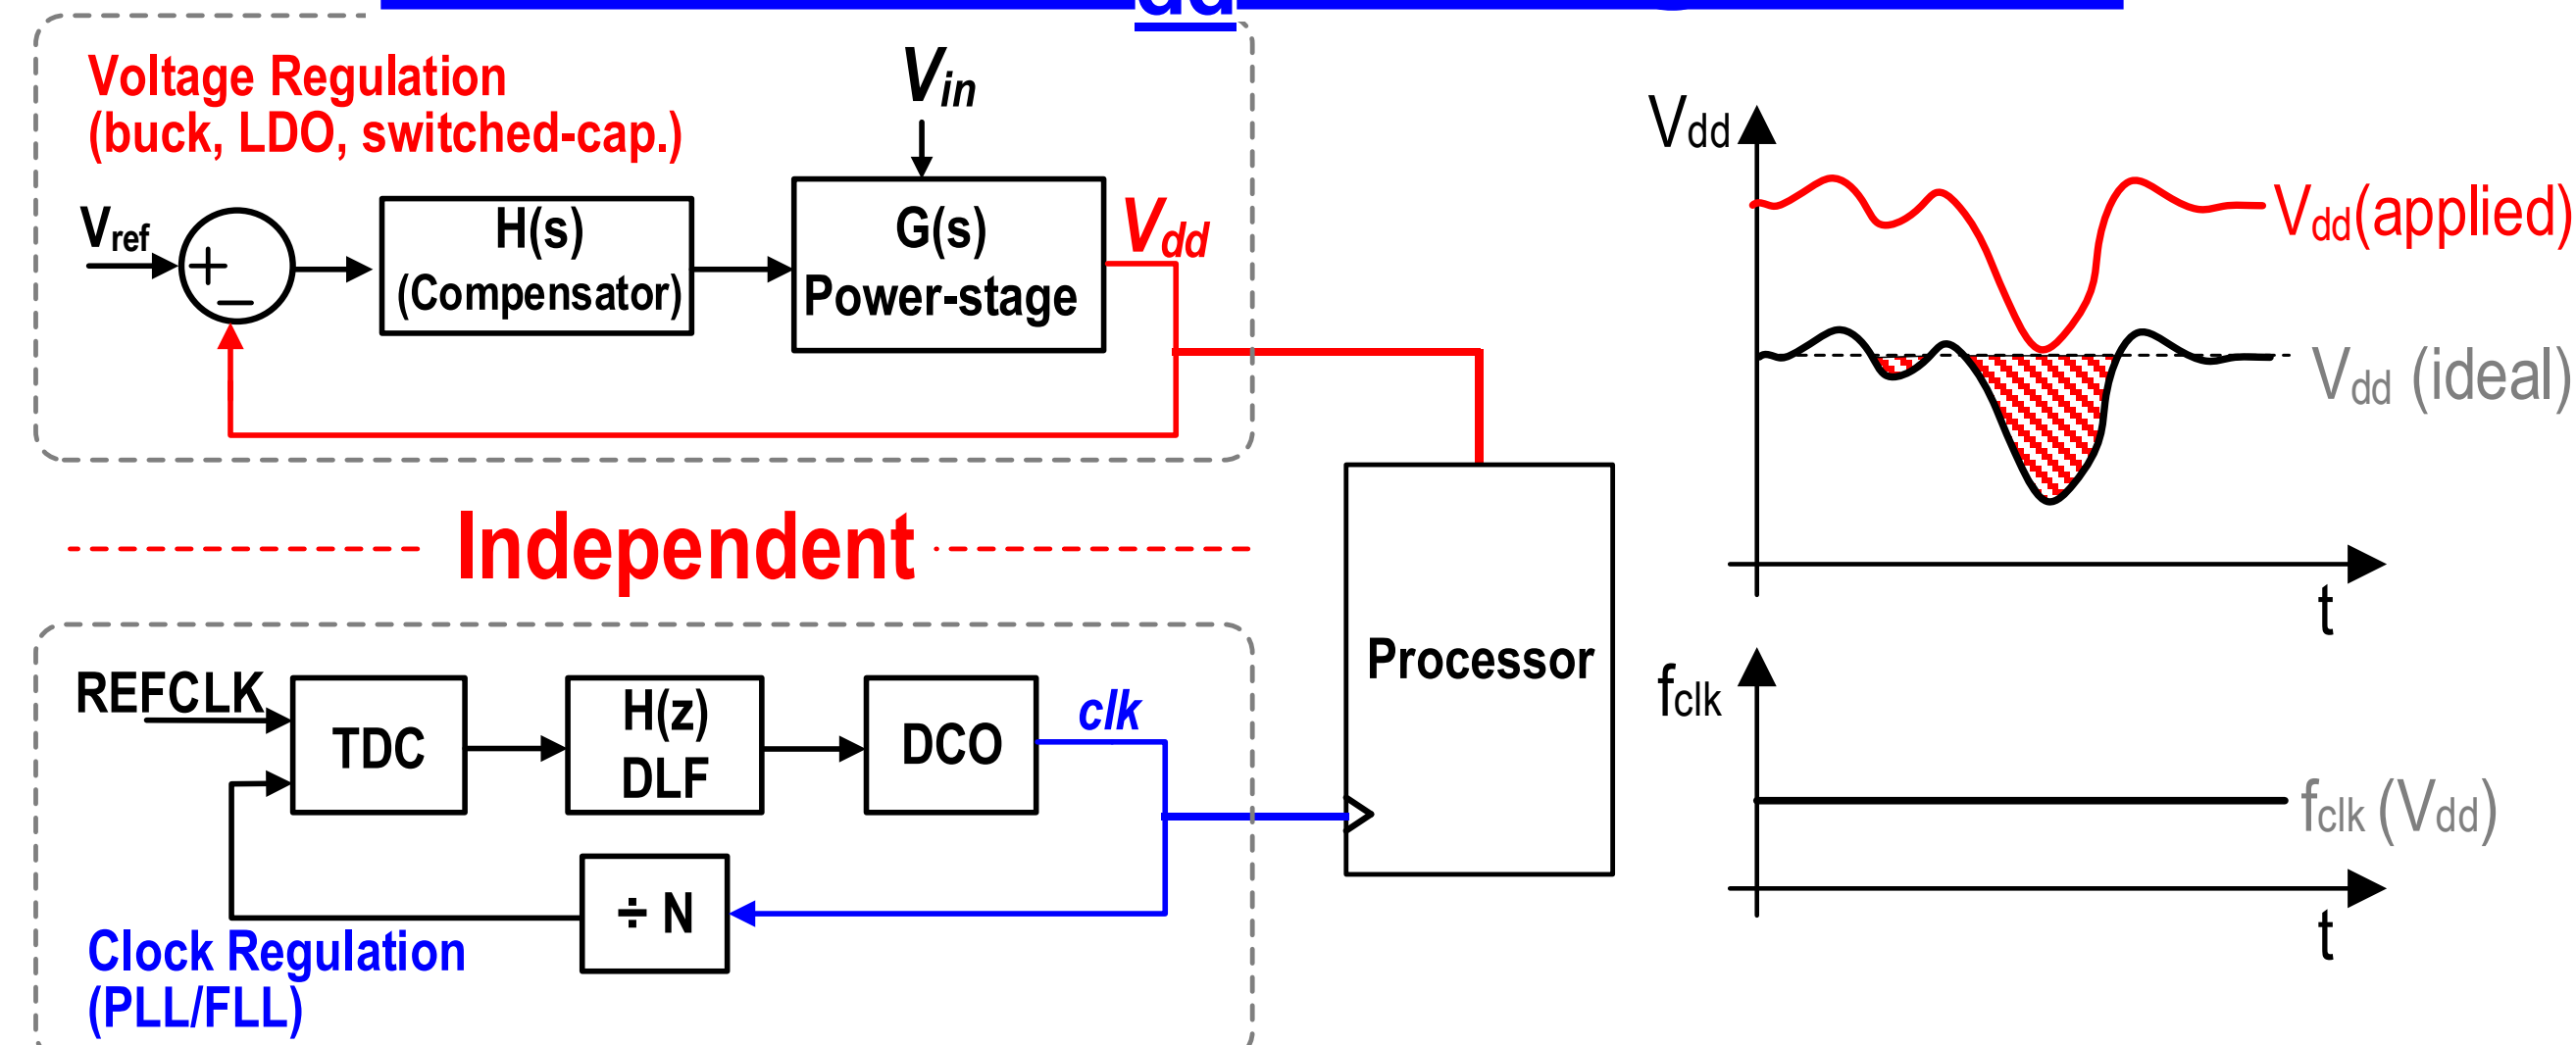 dd
Voltage Regulation
(buck, LDO, switched-cap.)
Vin
Vref
+
−
H(s)
(Compensator)
G(s)
Power-stage
Vdd
Independent
REFCLK
TDC
H(z)
DLF
DCO
clk
÷ N
Clock Regulation
(PLL/FLL)
Processor
Vdd
Vdd(applied)
Vdd (ideal)
t
fclk
fclk (Vdd)
t